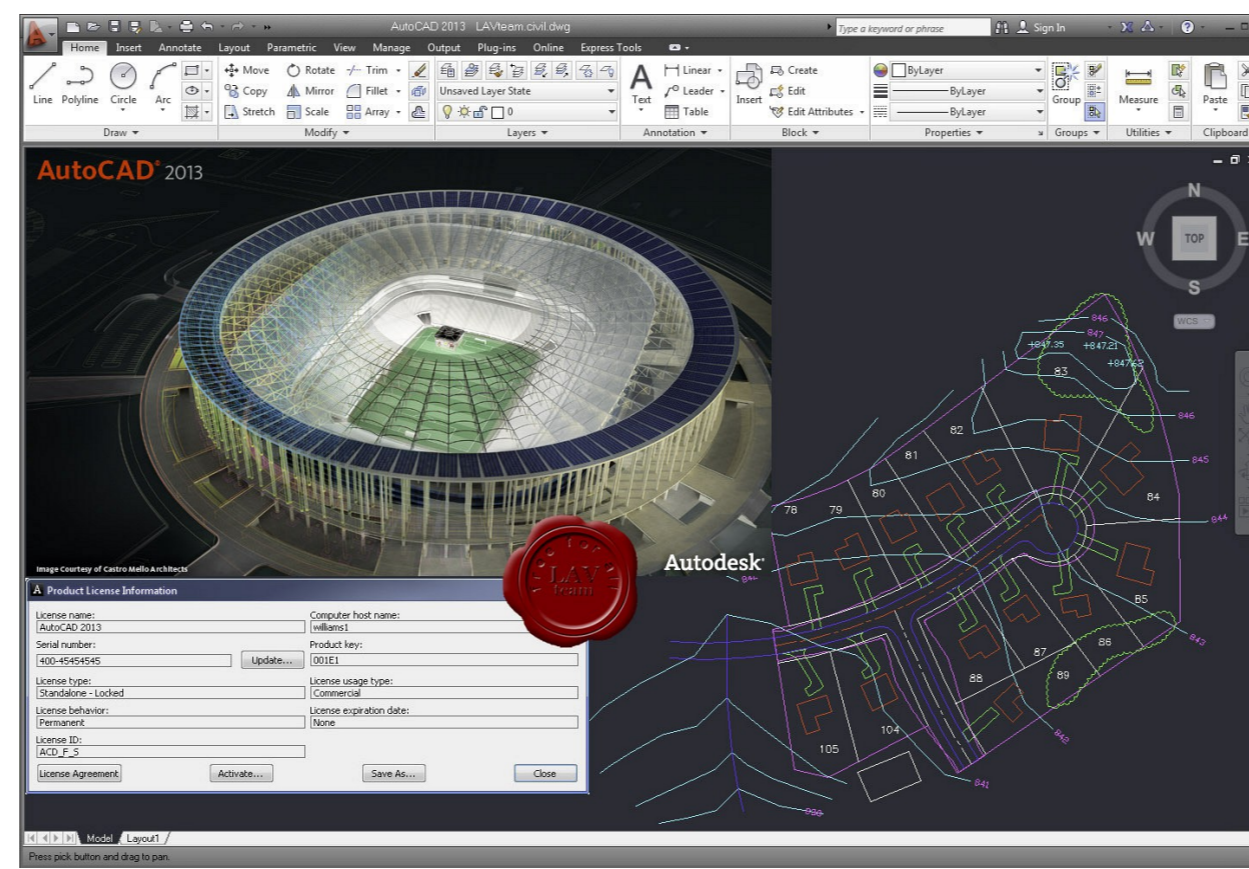 AutoCAD 2013 LAVteam.civil.dwg
Type a keyword or phrase
Sign In
Home Insert Annotate Layout Parametric View Manage Output Plug-ins Online Express Tools
Line Polyline Circle Arc
Move Rotate Trim
Copy Mirror Fillet
Stretch Scale Array
Unsaved Layer State
0
Text
Linear
Leader
Table
Insert
Create
Edit
Edit Attributes
ByLayer
ByLayer
ByLayer
Group
Measure
Paste
Draw Modify Layers Annotation Block Properties Groups Utilities Clipboard
AutoCAD® 2013
N
W TOP E
S
WCS
846
847
+847.35 +847.21
+847.62
83
846
82
81
845
80
84
78 79
844
Image Courtesy of Castro Mello Architects
LAV
team
Autodesk®
85
843
86
87
89
88
842
104
105
841
A Product License Information
License name:
AutoCAD 2013
Computer host name:
williams1
Serial number:
400-45454545
Update...
Product key:
001E1
License type:
Standalone - Locked
License usage type:
Commercial
License behavior:
Permanent
License expiration date:
None
License ID:
ACD_F_S
License Agreement Activate... Save As... Close
Model Layout1
Press pick button and drag to pan.